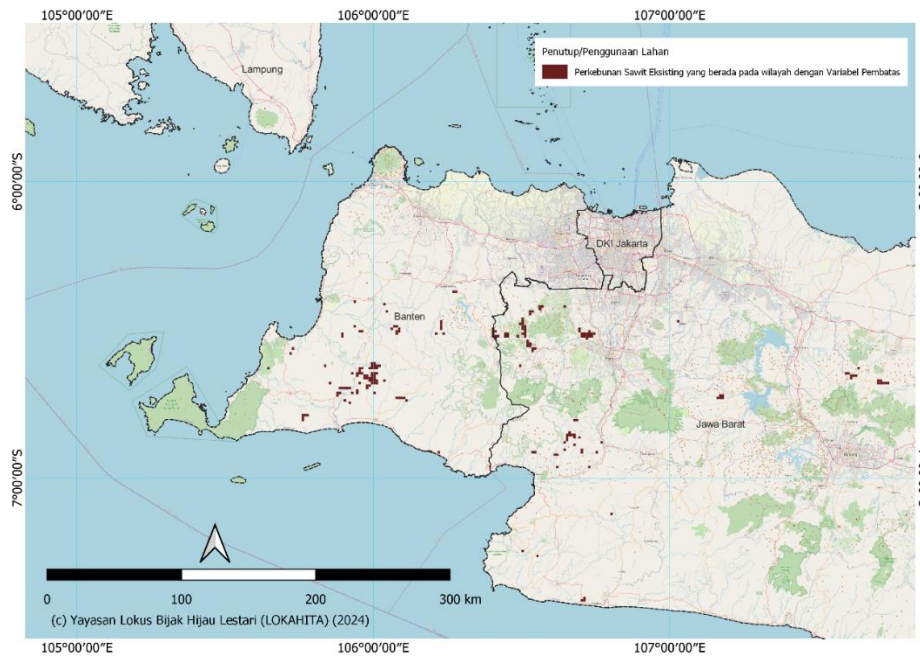 105°00′00″E
106°00′00″E
107°00′00″E
Penutup/Penggunaan Lahan
Perkebunan Sawit Eksisting yang berada pada wilayah dengan Variabel Pembatas
Lampung
6°00′00″S
DKI Jakarta
Banten
Jawa Barat
7°00′00″S
0
100
200
300 km
(c) Yayasan Lokus Bijak Hijau Lestari (LOKAHITA) (2024)
105°00′00″E
106°00′00″E
107°00′00″E